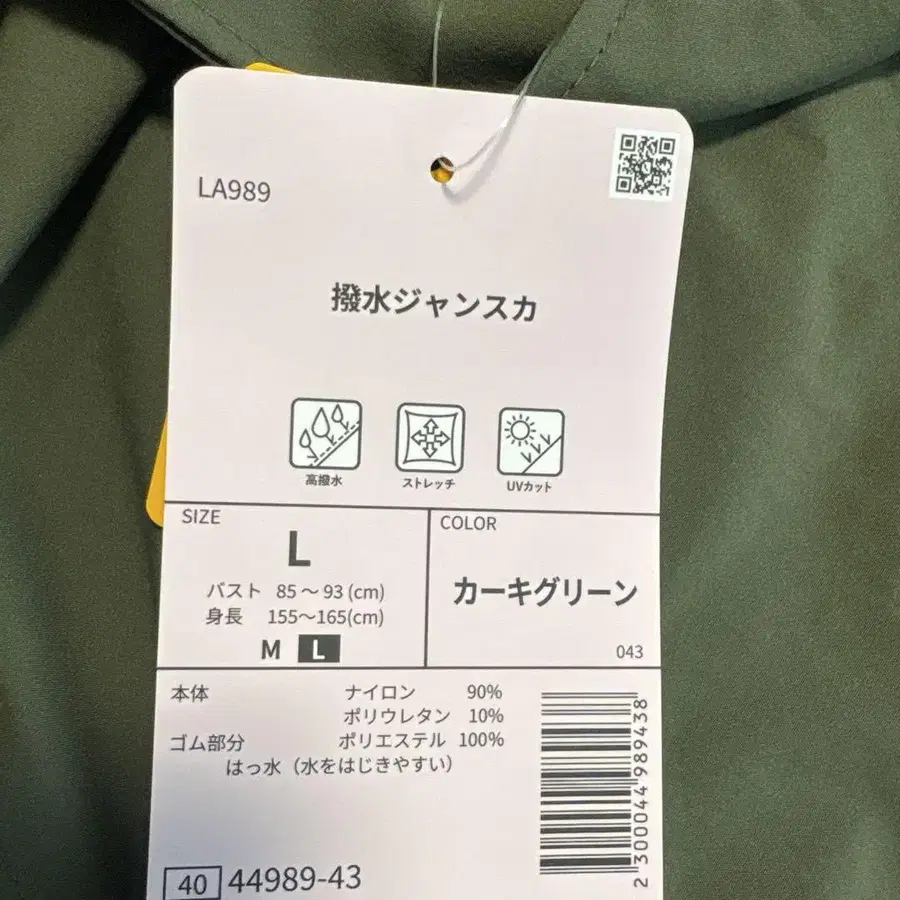 LA989
撥水ジャンスカ
高撥水 ストレッチ UVカット
SIZE
L
バスト 85～93(cm)
身長 155～165(cm)
M L
COLOR
カーキグリーン
043
本体 ナイロン 90%
ポリウレタン 10%
ゴム部分 ポリエステル 100%
はっ水（水をはじきやすい）
2300044989438
40 44989-43